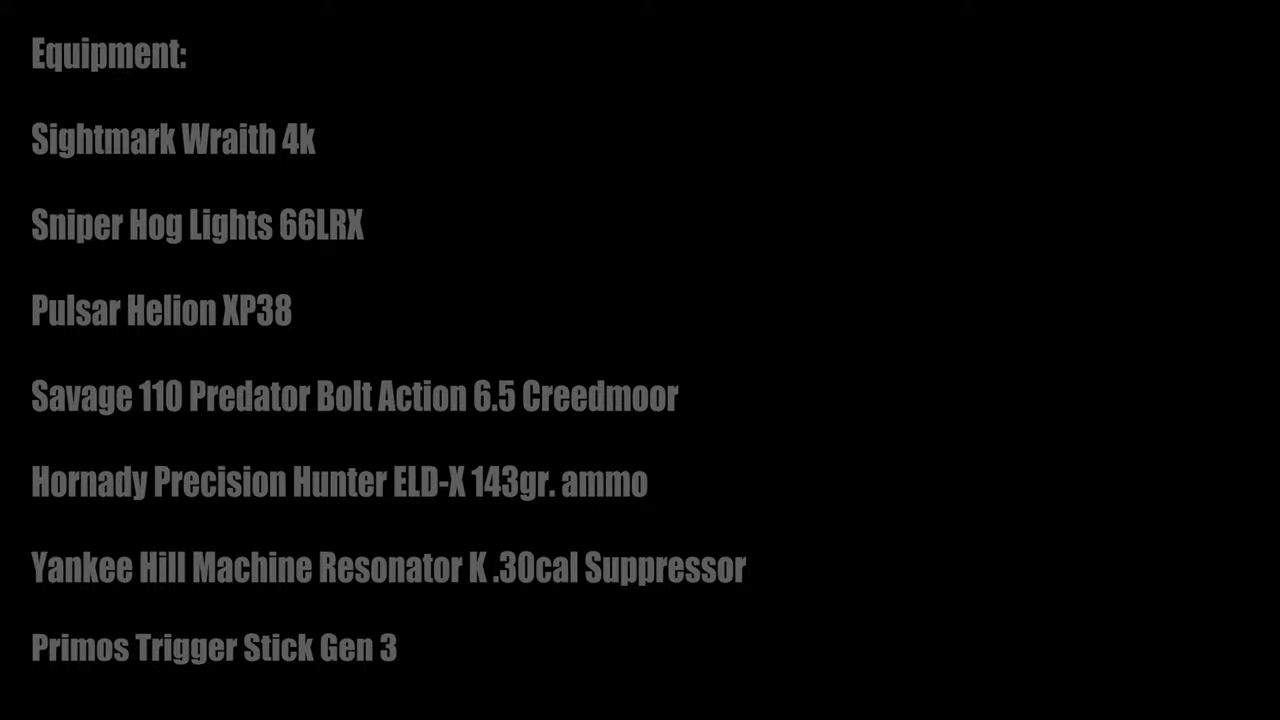 Equipment:
Sightmark Wraith 4k
Sniper Hog Lights 66LRX
Pulsar Helion XP38
Savage 110 Predator Bolt Action 6.5 Creedmoor
Hornady Precision Hunter ELD-X 143gr. ammo
Yankee Hill Machine Resonator K .30cal Suppressor
Primos Trigger Stick Gen 3